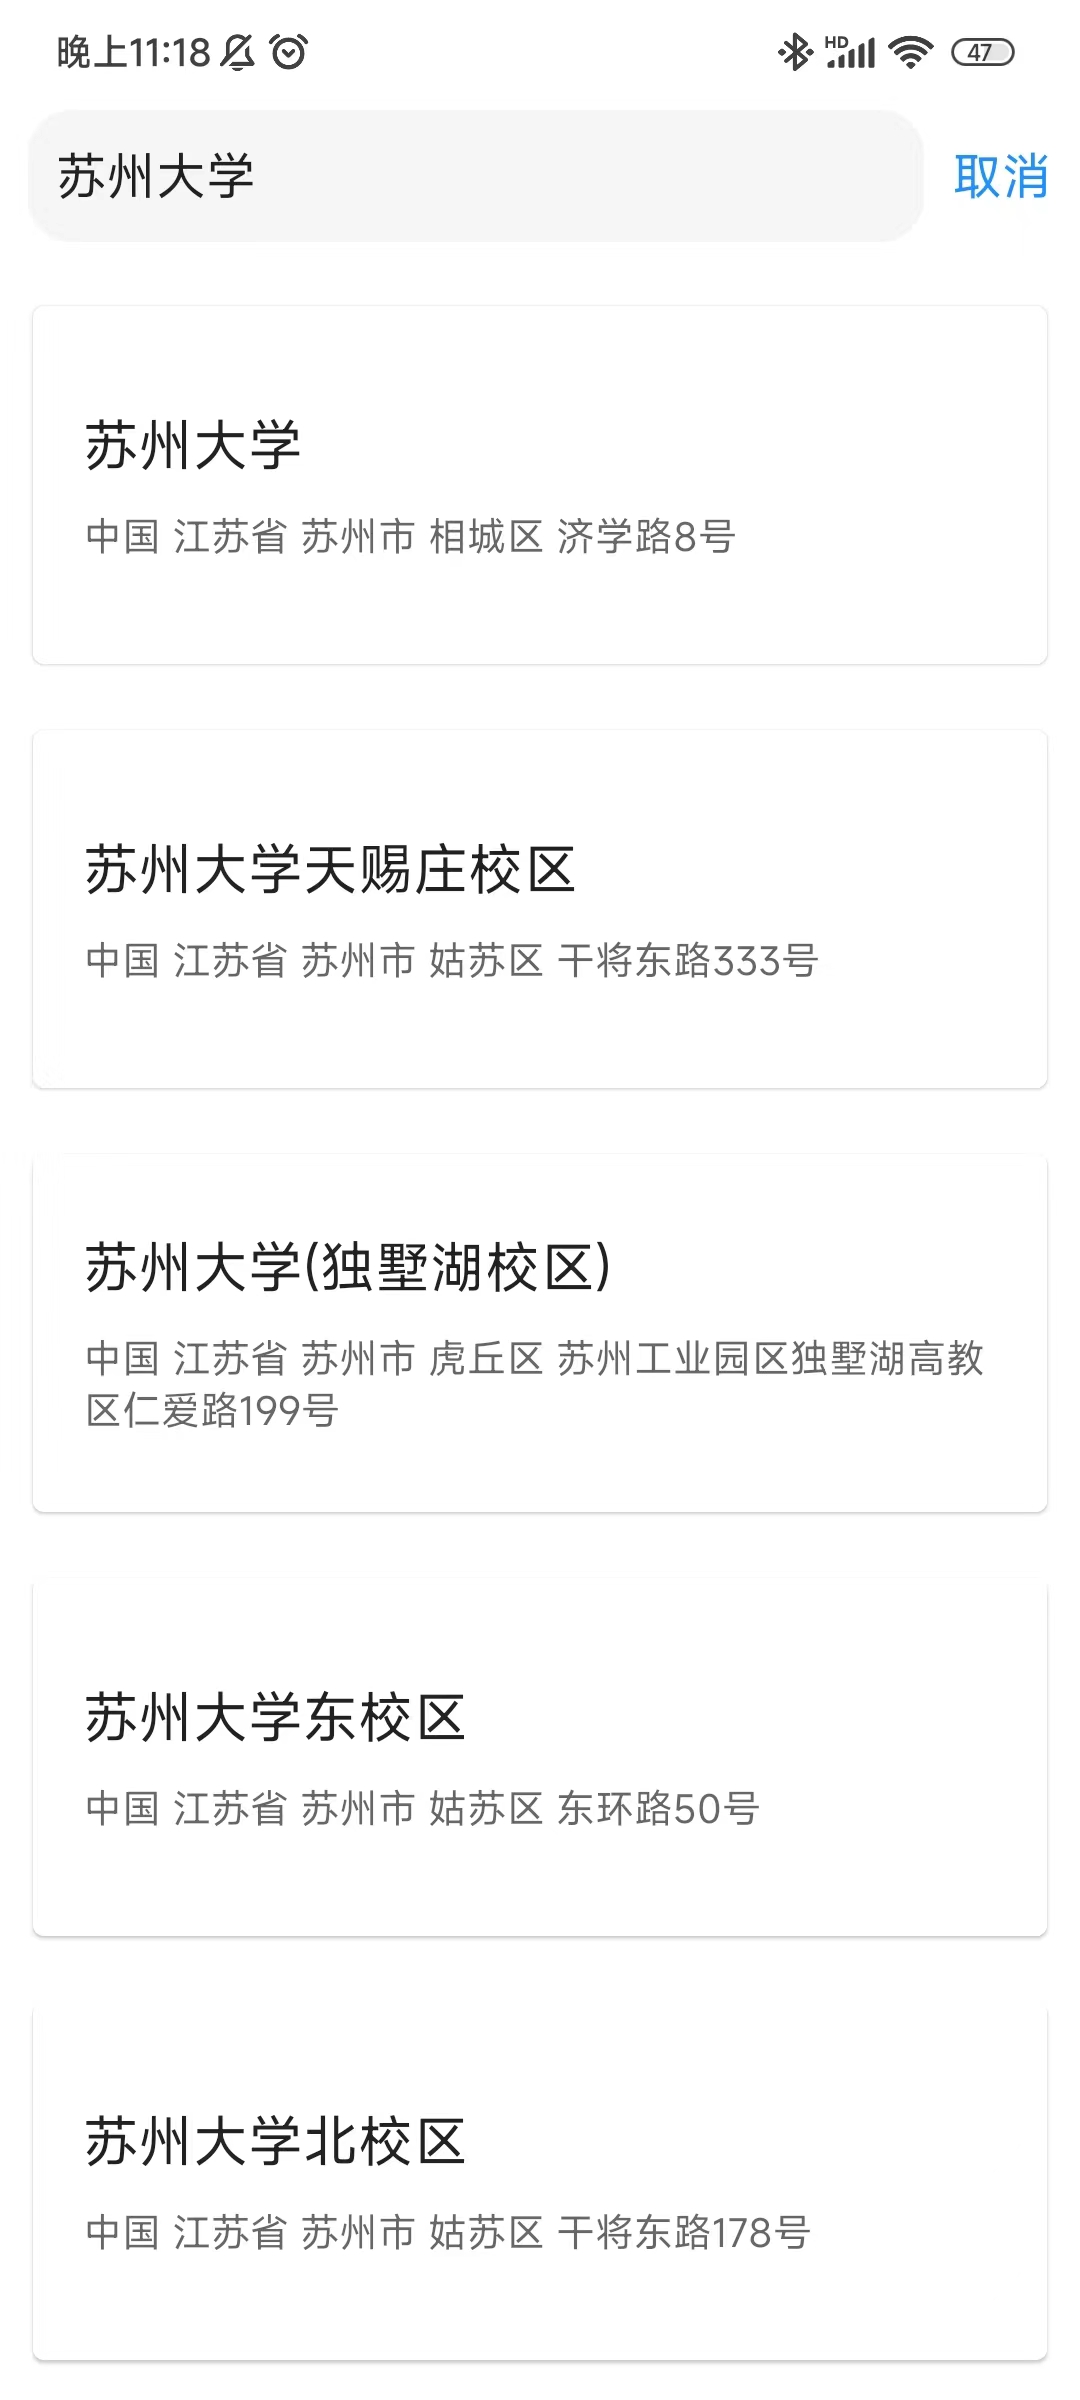 晚上11:18 HD 47
苏州大学 取消
苏州大学
中国 江苏省 苏州市 相城区 济学路8号
苏州大学天赐庄校区
中国 江苏省 苏州市 姑苏区 干将东路333号
苏州大学(独墅湖校区)
中国 江苏省 苏州市 虎丘区 苏州工业园区独墅湖高教
区仁爱路199号
苏州大学东校区
中国 江苏省 苏州市 姑苏区 东环路50号
苏州大学北校区
中国 江苏省 苏州市 姑苏区 干将东路178号